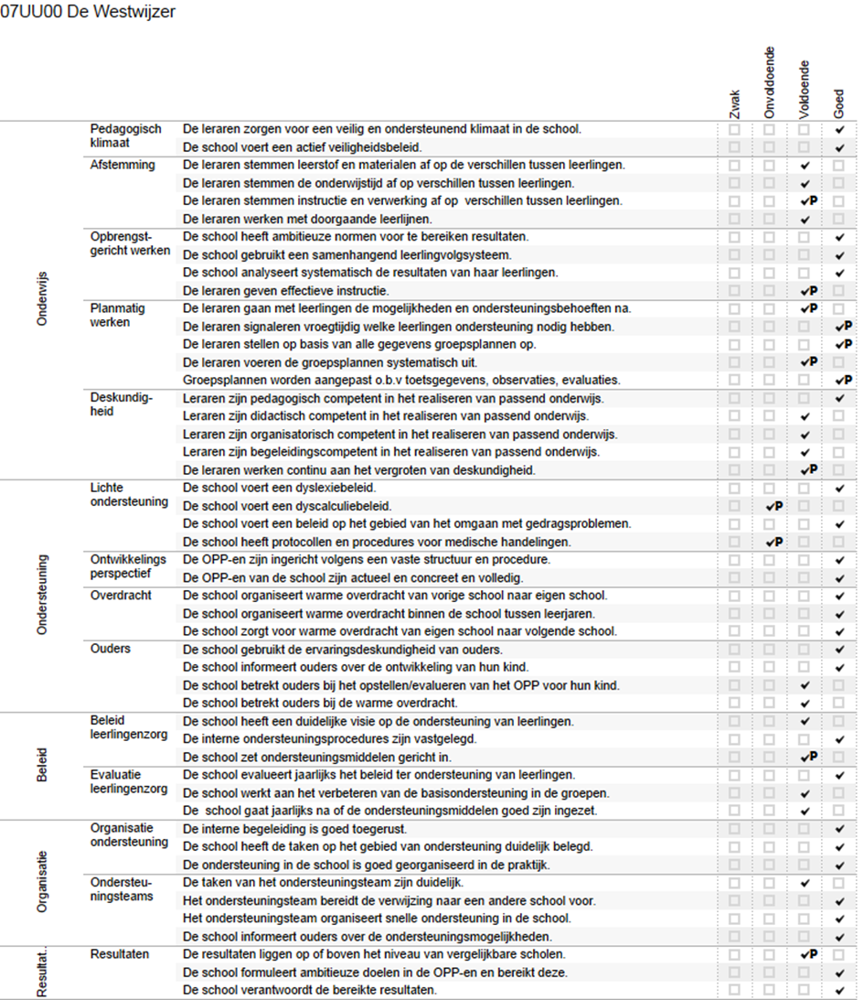 07UU00 De Westwijzer
Zwak
Onvoldoende
Voldoende
Goed
Onderwijs
Pedagogisch klimaat
De leraren zorgen voor een veilig en ondersteunend klimaat in de school. ✔
De school voert een actief veiligheidsbeleid. ✔
Afstemming
De leraren stemmen leerstof en materialen af op de verschillen tussen leerlingen. ✔
De leraren stemmen de onderwijstijd af op verschillen tussen leerlingen. ✔
De leraren stemmen instructie en verwerking af op verschillen tussen leerlingen. ✔P
De leraren werken met doorgaande leerlijnen. ✔
Opbrengst-
gericht werken
De school heeft ambitieuze normen voor te bereiken resultaten. ✔
De school gebruikt een samenhangend leerlingvolgsysteem. ✔
De school analyseert systematisch de resultaten van haar leerlingen. ✔
De leraren geven effectieve instructie. ✔P
Planmatig
werken
De leraren gaan met leerlingen de mogelijkheden en ondersteuningsbehoeften na. ✔P
De leraren signaleren vroegtijdig welke leerlingen ondersteuning nodig hebben. ✔P
De leraren stellen op basis van alle gegevens groepsplannen op. ✔P
De leraren voeren de groepsplannen systematisch uit. ✔P
Groepsplannen worden aangepast o.b.v toetsgegevens, observaties, evaluaties. ✔P
Deskundig-
heid
Leraren zijn pedagogisch competent in het realiseren van passend onderwijs. ✔
Leraren zijn didactisch competent in het realiseren van passend onderwijs. ✔
Leraren zijn organisatorisch competent in het realiseren van passend onderwijs. ✔
Leraren zijn begeleidingscompetent in het realiseren van passend onderwijs. ✔
De leraren werken continu aan het vergroten van deskundigheid. ✔P
Ondersteuning
Lichte
ondersteuning
De school voert een dyslexiebeleid. ✔
De school voert een dyscalculiebeleid. ✔P
De school voert een beleid op het gebied van het omgaan met gedragsproblemen. ✔
De school heeft protocollen en procedures voor medische handelingen. ✔P
Ontwikkelings
perspectief
De OPP-en zijn ingericht volgens een vaste structuur en procedure. ✔
De OPP-en van de school zijn actueel en concreet en volledig. ✔
Overdracht
De school organiseert warme overdracht van vorige school naar eigen school. ✔
De school organiseert warme overdracht binnen de school tussen leerjaren. ✔
De school zorgt voor warme overdracht van eigen school naar volgende school. ✔
Ouders
De school gebruikt de ervaringsdeskundigheid van ouders. ✔
De school informeert ouders over de ontwikkeling van hun kind. ✔
De school betrekt ouders bij het opstellen/evalueren van het OPP voor hun kind. ✔
De school betrekt ouders bij de warme overdracht. ✔
Beleid
Beleid
leerlingenzorg
De school heeft een duidelijke visie op de ondersteuning van leerlingen. ✔
De interne ondersteuningsprocedures zijn vastgelegd. ✔
De school zet ondersteuningsmiddelen gericht in. ✔P
Evaluatie
leerlingenzorg
De school evalueert jaarlijks het beleid ter ondersteuning van leerlingen. ✔
De school werkt aan het verbeteren van de basisondersteuning in de groepen. ✔
De school gaat jaarlijks na of de ondersteuningsmiddelen goed zijn ingezet. ✔
Organisatie
Organisatie
ondersteuning
De interne begeleiding is goed toegerust. ✔
De school heeft de taken op het gebied van ondersteuning duidelijk belegd. ✔
De ondersteuning in de school is goed georganiseerd in de praktijk. ✔
Ondersteu-
ningsteams
De taken van het ondersteuningsteam zijn duidelijk. ✔
Het ondersteuningsteam bereidt de verwijzing naar een andere school voor. ✔
Het ondersteuningsteam organiseert snelle ondersteuning in de school. ✔
De school informeert ouders over de ondersteuningsmogelijkheden. ✔
Resultat..
Resultaten
De resultaten liggen op of boven het niveau van vergelijkbare scholen. ✔P
De school formuleert ambitieuze doelen in de OPP-en en bereikt deze. ✔
De school verantwoordt de bereikte resultaten. ✔